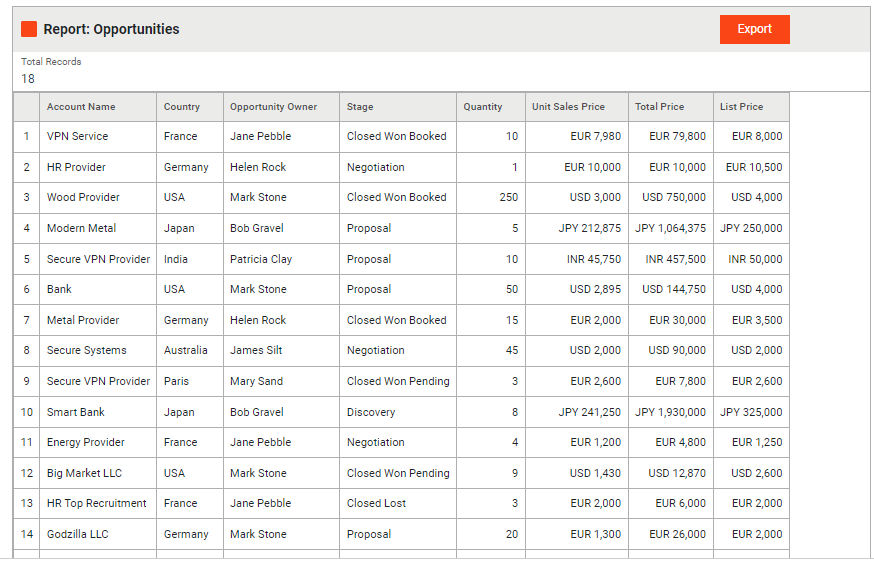 Report: Opportunities
Export
Total Records
18
Account Name Country Opportunity Owner Stage Quantity Unit Sales Price Total Price List Price
1 VPN Service France Jane Pebble Closed Won Booked 10 EUR 7,980 EUR 79,800 EUR 8,000
2 HR Provider Germany Helen Rock Negotiation 1 EUR 10,000 EUR 10,000 EUR 10,500
3 Wood Provider USA Mark Stone Closed Won Booked 250 USD 3,000 USD 750,000 USD 4,000
4 Modern Metal Japan Bob Gravel Proposal 5 JPY 212,875 JPY 1,064,375 JPY 250,000
5 Secure VPN Provider India Patricia Clay Proposal 10 INR 45,750 INR 457,500 INR 50,000
6 Bank USA Mark Stone Proposal 50 USD 2,895 USD 144,750 USD 4,000
7 Metal Provider Germany Helen Rock Closed Won Booked 15 EUR 2,000 EUR 30,000 EUR 3,500
8 Secure Systems Australia James Silt Negotiation 45 USD 2,000 USD 90,000 USD 2,000
9 Secure VPN Provider Paris Mary Sand Closed Won Pending 3 EUR 2,600 EUR 7,800 EUR 2,600
10 Smart Bank Japan Bob Gravel Discovery 8 JPY 241,250 JPY 1,930,000 JPY 325,000
11 Energy Provider France Jane Pebble Negotiation 4 EUR 1,200 EUR 4,800 EUR 1,250
12 Big Market LLC USA Mark Stone Closed Won Pending 9 USD 1,430 USD 12,870 USD 2,600
13 HR Top Recruitment France Jane Pebble Closed Lost 3 EUR 2,000 EUR 6,000 EUR 2,000
14 Godzilla LLC Germany Mark Stone Proposal 20 EUR 1,300 EUR 26,000 EUR 2,000